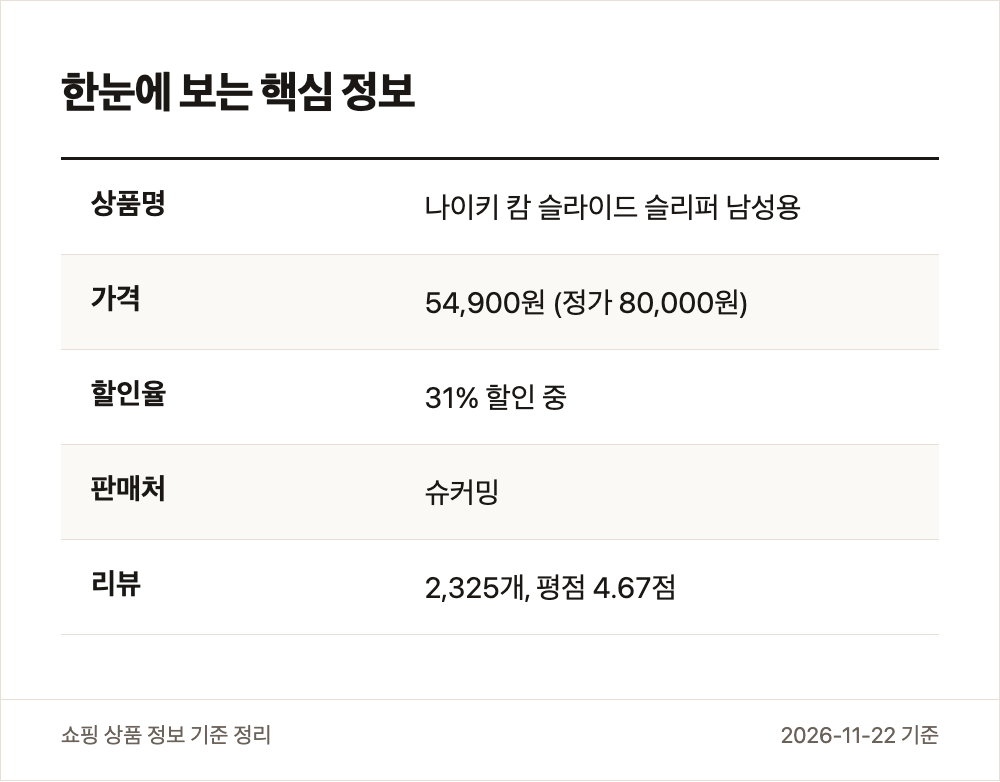 한눈에 보는 핵심 정보
상품명 나이키 캄 슬라이드 슬리퍼 남성용
가격 54,900원 (정가 80,000원)
할인율 31% 할인 중
판매처 슈커밍
리뷰 2,325개, 평점 4.67점
쇼핑 상품 정보 기준 정리 2026-11-22 기준